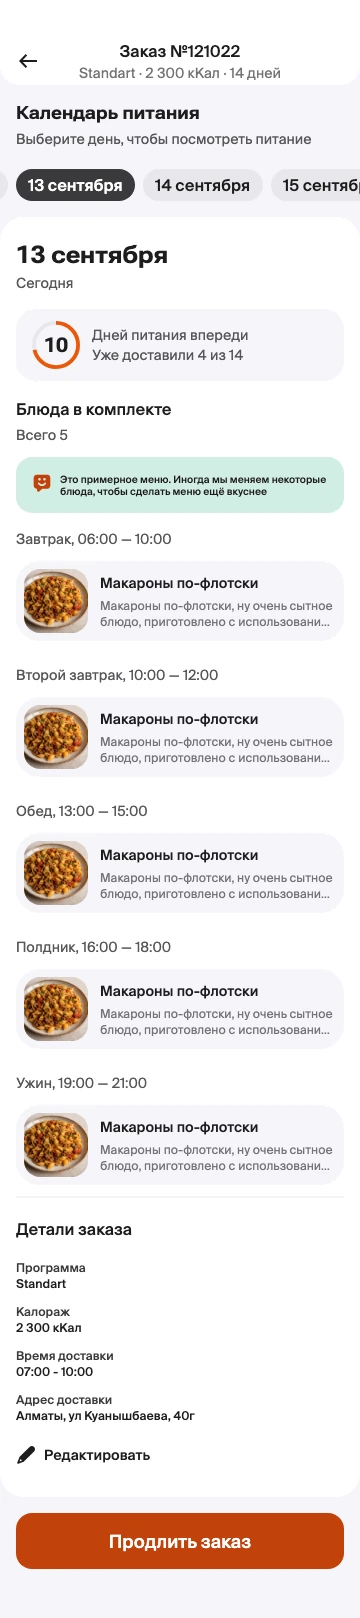 Заказ №121022
Standart · 2 300 кКал · 14 дней
Календарь питания
Выберите день, чтобы посмотреть питание
13 сентября
14 сентября
15 сентяб
13 сентября
Сегодня
10
Дней питания впереди
Уже доставили 4 из 14
Блюда в комплекте
Всего 5
Это примерное меню. Иногда мы меняем некоторые
блюда, чтобы сделать меню ещё вкуснее
Завтрак, 06:00 — 10:00
Макароны по-флотски
Макароны по-флотски, ну очень сытное
блюдо, приготовлено с использовани...
Второй завтрак, 10:00 — 12:00
Макароны по-флотски
Макароны по-флотски, ну очень сытное
блюдо, приготовлено с использовани...
Обед, 13:00 — 15:00
Макароны по-флотски
Макароны по-флотски, ну очень сытное
блюдо, приготовлено с использовани...
Полдник, 16:00 — 18:00
Макароны по-флотски
Макароны по-флотски, ну очень сытное
блюдо, приготовлено с использовани...
Ужин, 19:00 — 21:00
Макароны по-флотски
Макароны по-флотски, ну очень сытное
блюдо, приготовлено с использовани...
Детали заказа
Программа
Standart
Калораж
2 300 кКал
Время доставки
07:00 - 10:00
Адрес доставки
Алматы, ул Куанышбаева, 40г
Редактировать
Продлить заказ